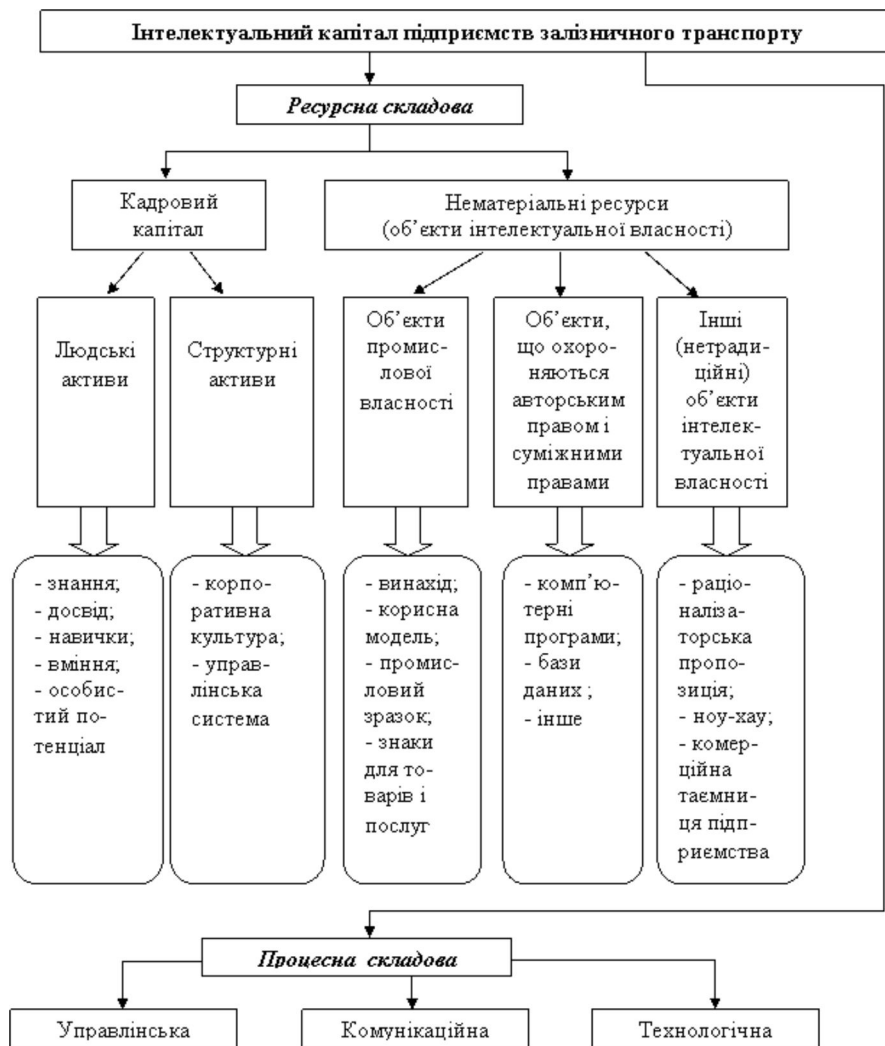 Інтелектуальний капітал підприємств залізничного транспорту
Ресурсна складова
Кадровий
капітал
Нематеріальні ресурси
(об’єкти інтелектуальної власності)
Людські
активи
Структурні
активи
Об’єкти
промис-
лової
власності
Об’єкти,
що охоро-
няються
авторським
правом і
суміжними
правами
Інші
(нетради-
ційні)
об’єкти
інтелек-
туальної
власності
- знання;
- досвід;
- навички;
- вміння;
- особис-
тий по-
тенціал
- корпо-
ративна
культура;
- управ-
лінська
система
- винахід;
- корисна
модель;
- промис-
ловий
зразок;
- знаки
для то-
варів і
послуг
- комп’ю-
терні
програми;
- бази
даних ;
- інше
- раціо-
наліза-
торська
пропо-
зиція;
- ноу-хау;
- комер-
ційна
таємни-
ця підп-
риємства
Процесна складова
Управлінська
Комунікаційна
Технологічна